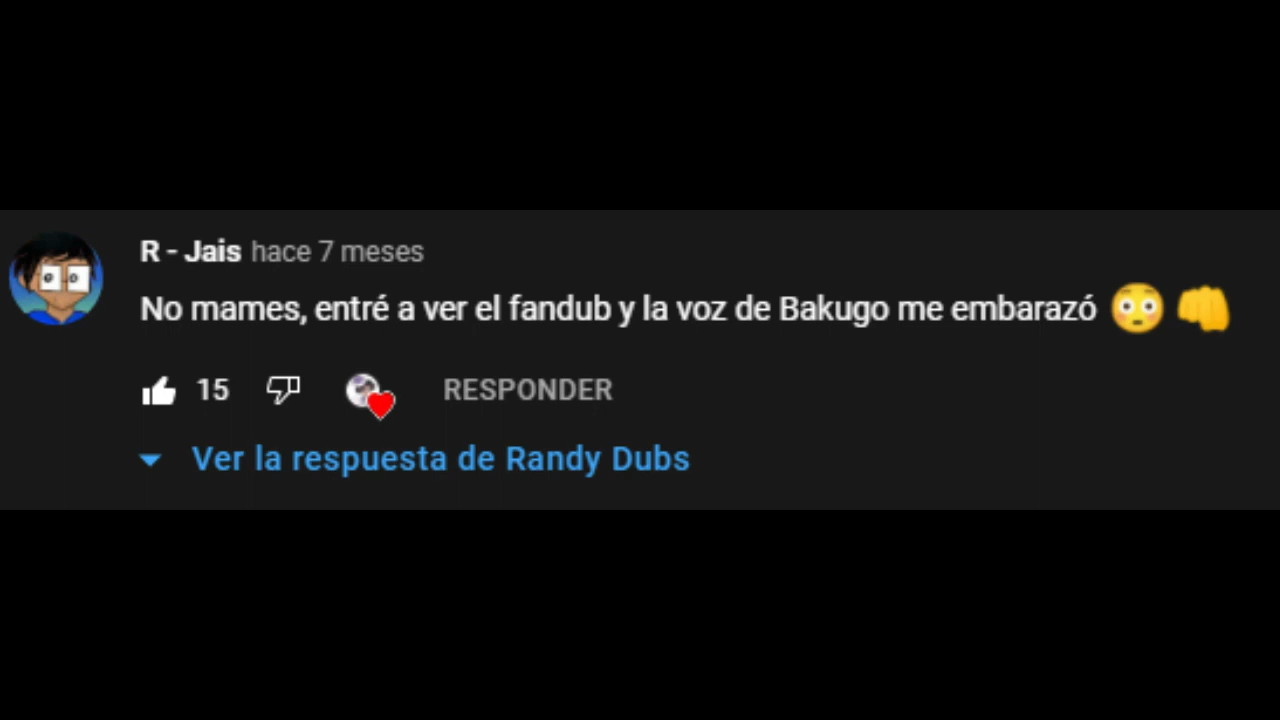 R - Jais hace 7 meses
No mames, entré a ver el fandub y la voz de Bakugo me embarazó 😳 👊
15 RESPONDER
Ver la respuesta de Randy Dubs